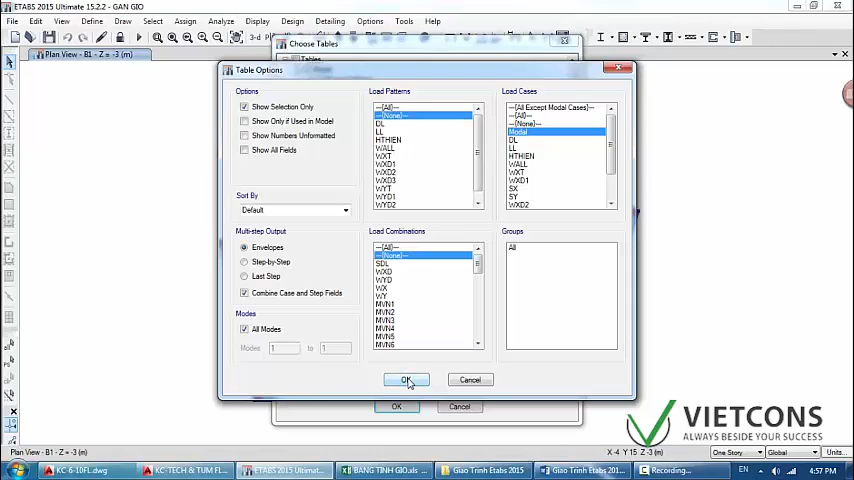 ETABS 2015 Ultimate 15.2.2 - GAN GIO
File Edit View Define Draw Select Assign Analyze Display Design Detailing Options Tools Help
3-d
Plan View - B1 - Z = -3 (m)
Choose Tables
Tables
Table Options
Options
Show Selection Only
Show Only if Used in Model
Show Numbers Unformatted
Show All Fields
Sort By
Default
Multi-step Output
Envelopes
Step-by-Step
Last Step
Combine Case and Step Fields
Modes
All Modes
Modes: 1 to 1
Load Patterns
---{All}---
---{None}---
DL
LL
HTHIEN
WALL
WXT
WXD1
WXD2
WXD3
WYT
WYD1
WYD2
Load Combinations
---{All}---
---{None}---
SDL
WXD
WYD
WX
WY
MVN1
MVN2
MVN3
MVN4
MVN5
MVN6
Load Cases
---{All Except Modal Cases}---
---{All}---
---{None}---
Modal
DL
LL
HTHIEN
WALL
WXT
WXD1
SX
SY
WXD2
Groups
All
OK Cancel
OK Cancel
VIETCONS
ALWAYS BESIDE YOUR SUCCESS
Plan View - B1 - Z = -3 (m) X -4 Y 15 Z -3 (m) One Story Global Units...
KC-6-10FL.dwg KC-TECH & TUM FL... ETABS 2015 Ultimat... BANG TINH GIO.xls ... Giao Trinh Etabs 2015 Giao Trinh Etabs 201... Recording... EN 4:57 PM